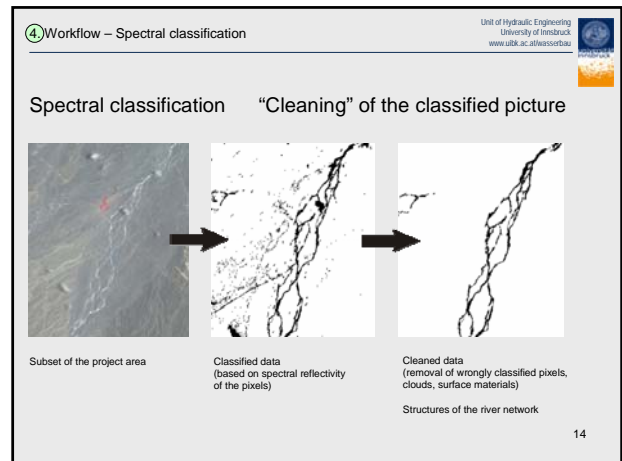 4. Workflow – Spectral classification
Unit of Hydraulic Engineering
University of Innsbruck
www.uibk.ac.at/wasserbau
Spectral classification
“Cleaning” of the classified picture
Subset of the project area
Classified data
(based on spectral reflectivity
of the pixels)
Cleaned data
(removal of wrongly classified pixels,
clouds, surface materials)
Structures of the river network
14